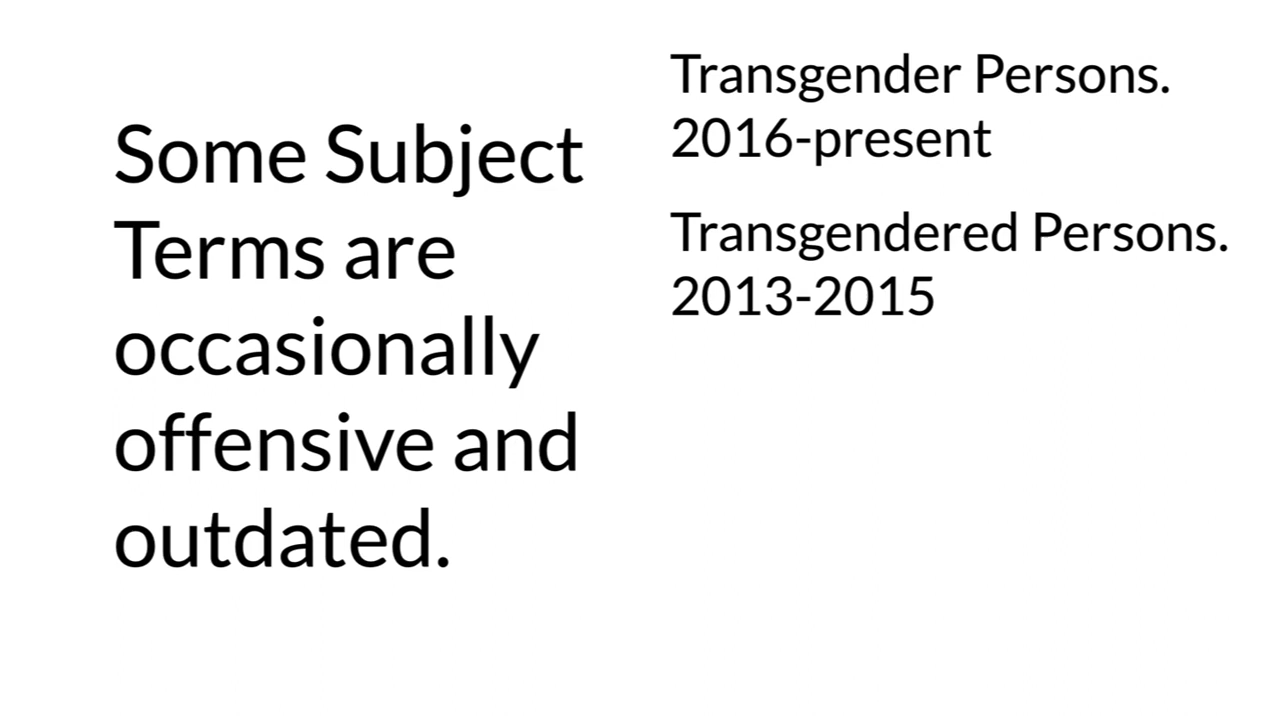 Some Subject
Terms are
occasionally
offensive and
outdated.
Transgender Persons.
2016-present
Transgendered Persons.
2013-2015